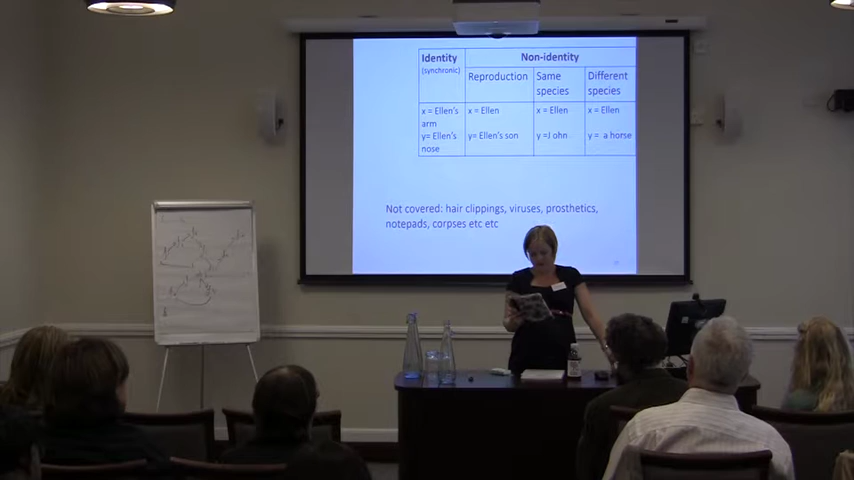 Identity
(synchronic)
Non-identity
Reproduction
Same
species
Different
species
x = Ellen's
arm
y= Ellen's
nose
x = Ellen
y= Ellen's son
x = Ellen
y =J ohn
x = Ellen
y = a horse
Not covered: hair clippings, viruses, prosthetics,
notepads, corpses etc etc